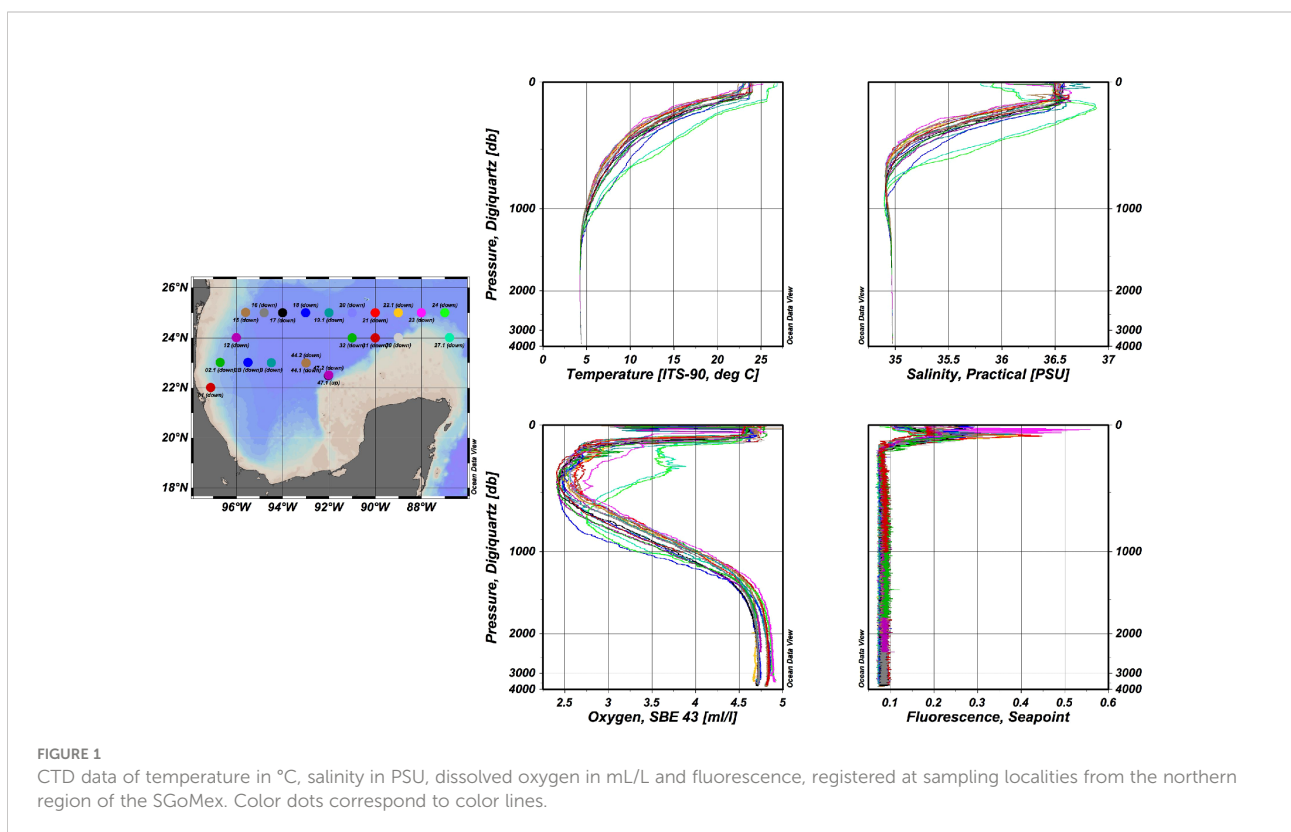 0
1000
2000
3000
4000
Pressure, Digiquartz [db]
0
5
10
15
20
25
Temperature [ITS-90, deg C]
Ocean Data View
0
1000
2000
3000
4000
35
35.5
36
36.5
37
Salinity, Practical [PSU]
Ocean Data View
26°N
24°N
22°N
20°N
18°N
96°W
94°W
92°W
90°W
88°W
16 (down)
18 (down)
20 (down)
22.1 (down)
24 (down)
15 (down)
17 (down)
19.1 (down)
21 (down)
23 (down)
12 (down)
27.1 (down)
02.1 (down)
44.2 (down)
44.1 (down)
47.2 (down)
47.1 (up)
Ocean Data View
0
1000
2000
3000
4000
Pressure, Digiquartz [db]
2.5
3
3.5
4
4.5
5
Oxygen, SBE 43 [ml/l]
Ocean Data View
0
1000
2000
3000
4000
0.1
0.2
0.3
0.4
0.5
0.6
Fluorescence, Seapoint
Ocean Data View
FIGURE 1
CTD data of temperature in °C, salinity in PSU, dissolved oxygen in mL/L and fluorescence, registered at sampling localities from the northern
region of the SGoMex. Color dots correspond to color lines.